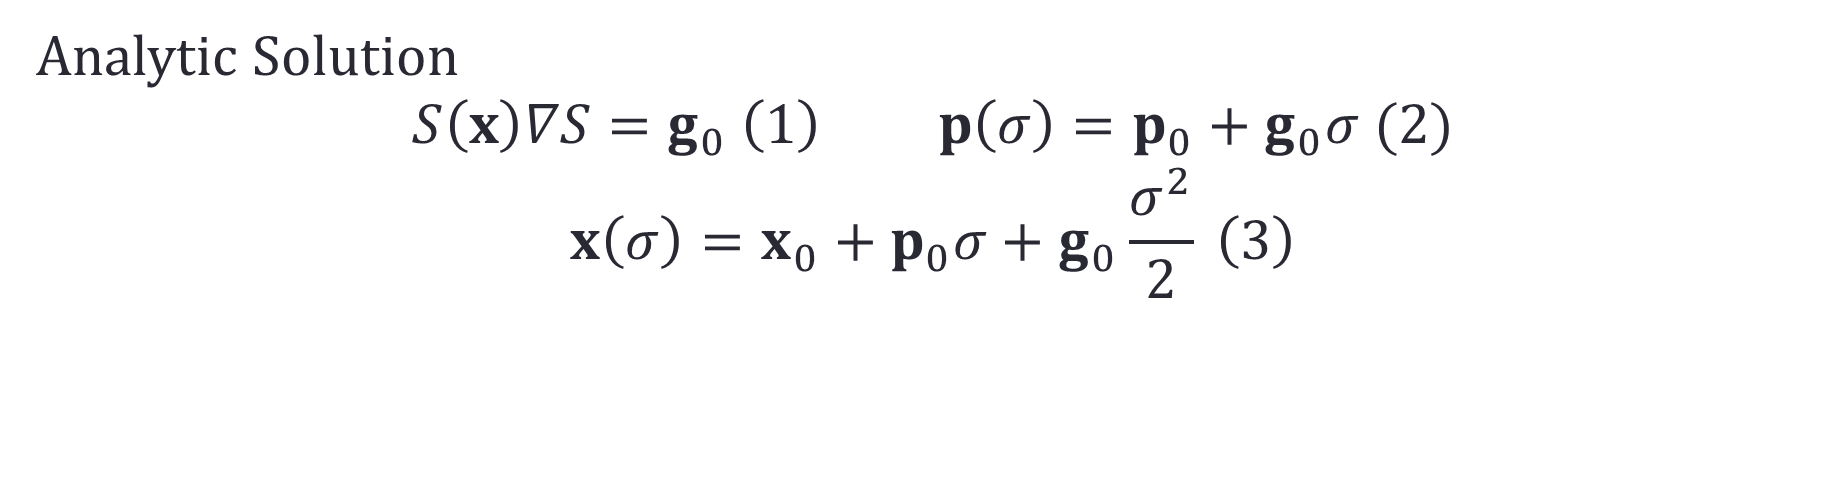 Analytic Solution
S(𝐱)∇S = 𝐠₀ (1)  𝐩(σ) = 𝐩₀ + 𝐠₀σ (2)
𝐱(σ) = 𝐱₀ + 𝐩₀σ + 𝐠₀ σ²/2 (3)